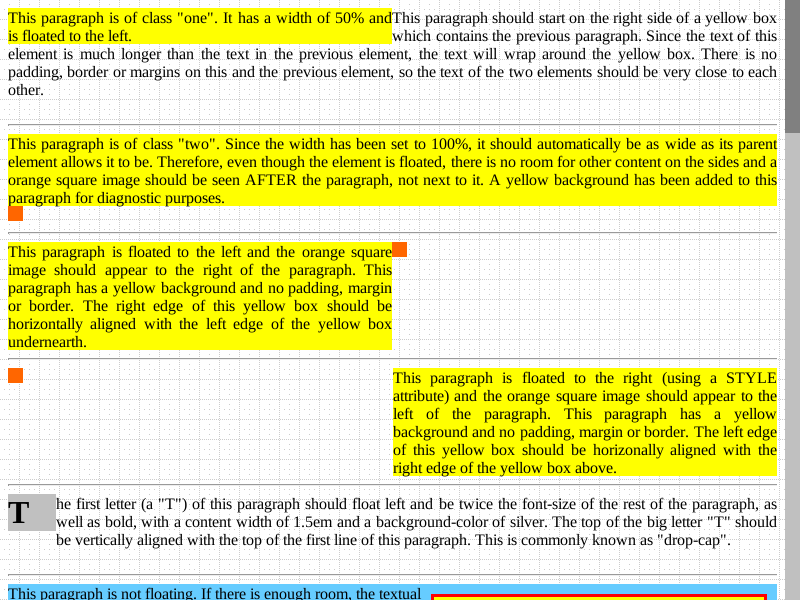 This paragraph is of class "one". It has a width of 50% and
is floated to the left.
This paragraph should start on the right side of a yellow box
which contains the previous paragraph. Since the text of this
element is much longer than the text in the previous element, the text will wrap around the yellow box. There is no
padding, border or margins on this and the previous element, so the text of the two elements should be very close to each
other.
This paragraph is of class "two". Since the width has been set to 100%, it should automatically be as wide as its parent
element allows it to be. Therefore, even though the element is floated, there is no room for other content on the sides and a
orange square image should be seen AFTER the paragraph, not next to it. A yellow background has been added to this
paragraph for diagnostic purposes.
This paragraph is floated to the left and the orange square
image should appear to the right of the paragraph. This
paragraph has a yellow background and no padding, margin
or border. The right edge of this yellow box should be
horizontally aligned with the left edge of the yellow box
undernearth.
This paragraph is floated to the right (using a STYLE
attribute) and the orange square image should appear to the
left of the paragraph. This paragraph has a yellow
background and no padding, margin or border. The left edge
of this yellow box should be horizonally aligned with the
right edge of the yellow box above.
The first letter (a "T") of this paragraph should float left and be twice the font-size of the rest of the paragraph, as
well as bold, with a content width of 1.5em and a background-color of silver. The top of the big letter "T" should
be vertically aligned with the top of the first line of this paragraph. This is commonly known as "drop-cap".
This paragraph is not floating. If there is enough room, the textual